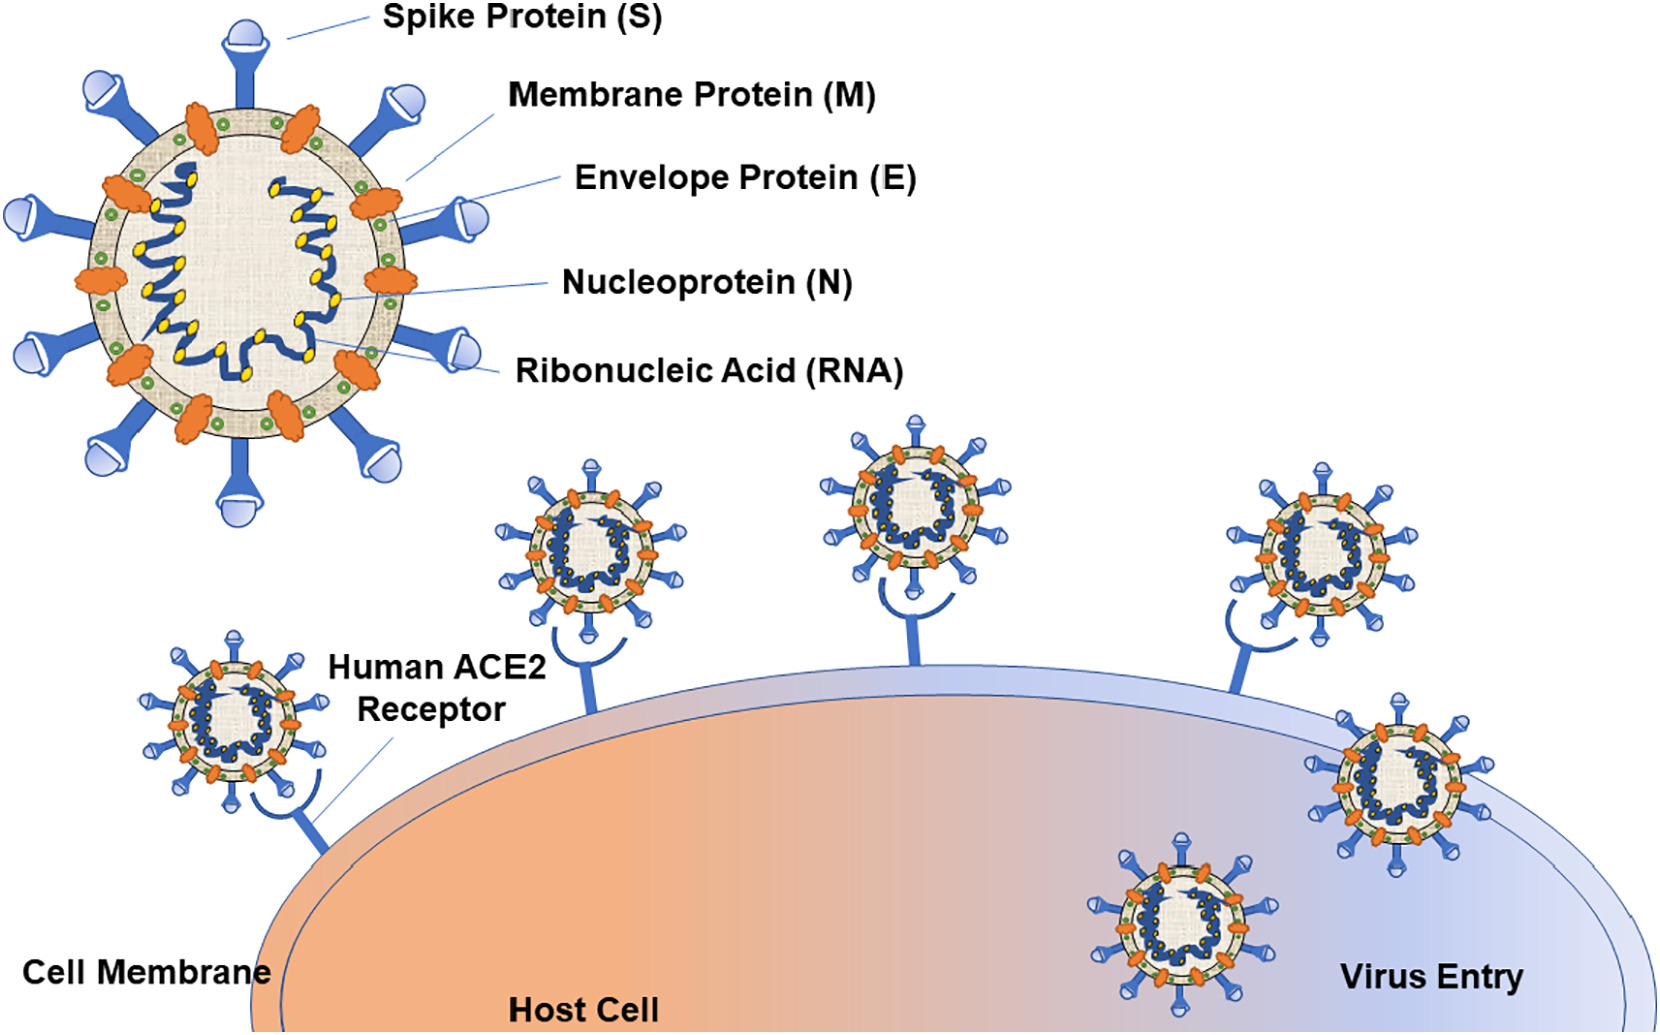 Spike Protein (S)
Membrane Protein (M)
Envelope Protein (E)
Nucleoprotein (N)
Ribonucleic Acid (RNA)
Human ACE2
Receptor
Cell Membrane
Host Cell
Virus Entry